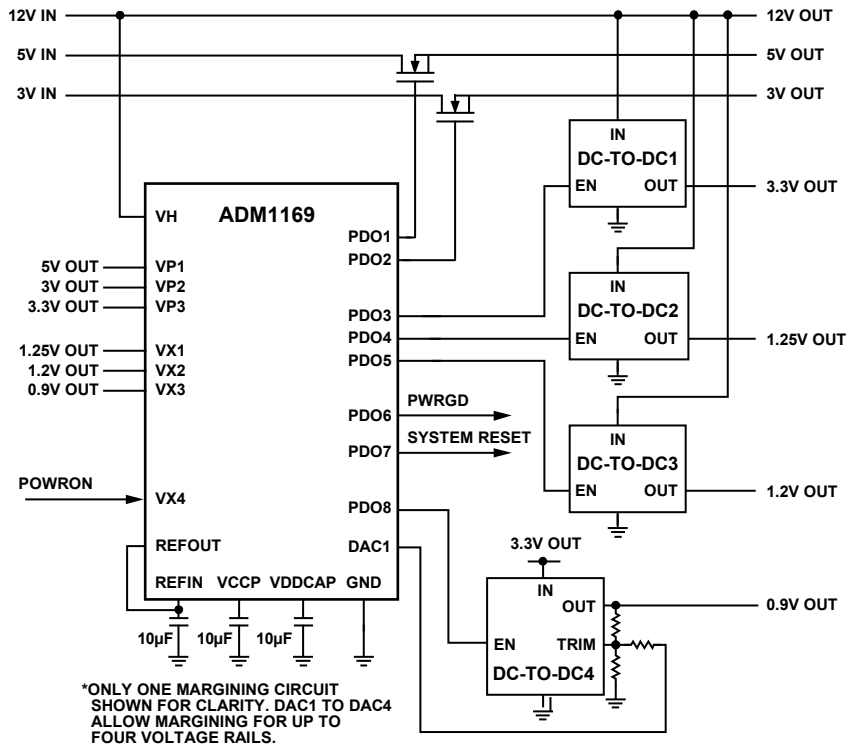 12V IN
12V OUT
5V IN
5V OUT
3V IN
3V OUT
IN
DC-TO-DC1
EN OUT
3.3V OUT
ADM1169
VH
PDO1
PDO2
5V OUT VP1
3V OUT VP2
3.3V OUT VP3
IN
DC-TO-DC2
EN OUT
1.25V OUT
PDO3
PDO4
PDO5
1.25V OUT VX1
1.2V OUT VX2
0.9V OUT VX3
PDO6 PWRGD
PDO7 SYSTEM RESET
IN
DC-TO-DC3
EN OUT
1.2V OUT
POWRON
VX4
PDO8
REFOUT
DAC1
3.3V OUT
REFIN VCCP VDDCAP GND
IN
OUT
0.9V OUT
EN TRIM
DC-TO-DC4
10µF 10µF 10µF
*ONLY ONE MARGINING CIRCUIT
SHOWN FOR CLARITY. DAC1 TO DAC4
ALLOW MARGINING FOR UP TO
FOUR VOLTAGE RAILS.